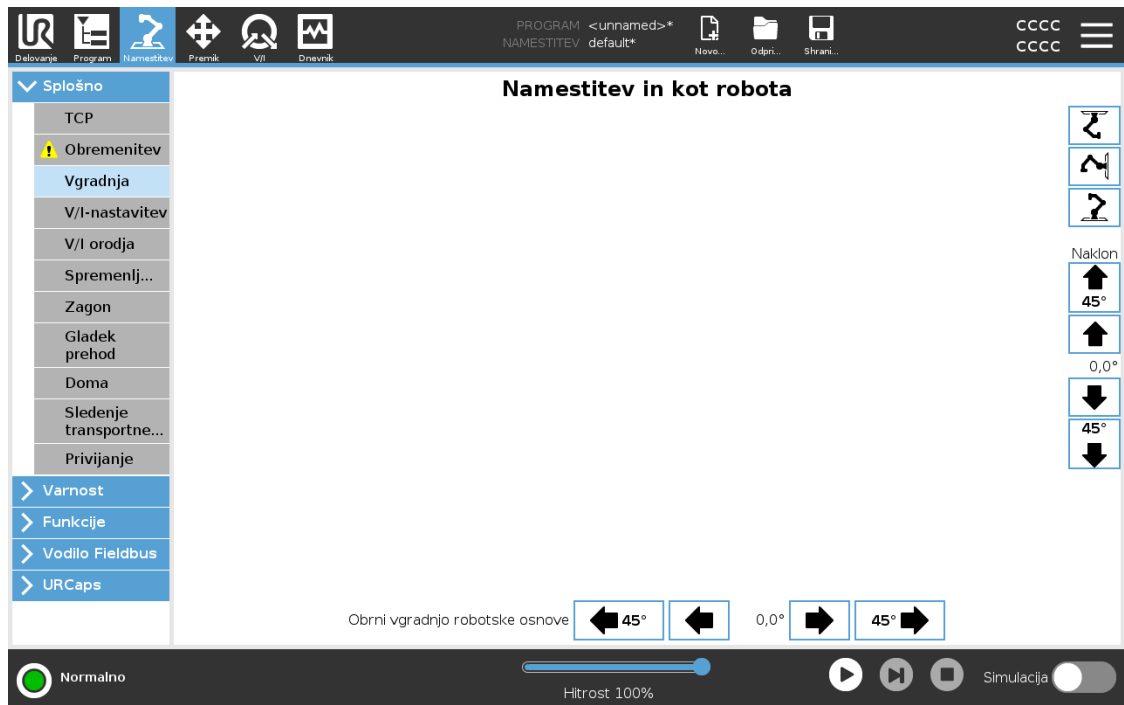 PROGRAM <unnamed>*
NAMESTITEV default*
Delovanje
Program
Namestitev
Premik
V/I
Dnevnik
Novo...
Odpri...
Shrani...
CCCC
CCCC
Splošno
TCP
Obremenitev
Vgradnja
V/I-nastavitev
V/I orodja
Spremenlj...
Zagon
Gladek
prehod
Doma
Sledenje
transportne...
Privijanje
Varnost
Funkcije
Vodilo Fieldbus
URCaps
Namestitev in kot robota
Naklon
45°
0,0°
45°
Obrni vgradnjo robotske osnove
45°
0,0°
45°
Normalno
Hitrost 100%
Simulacija